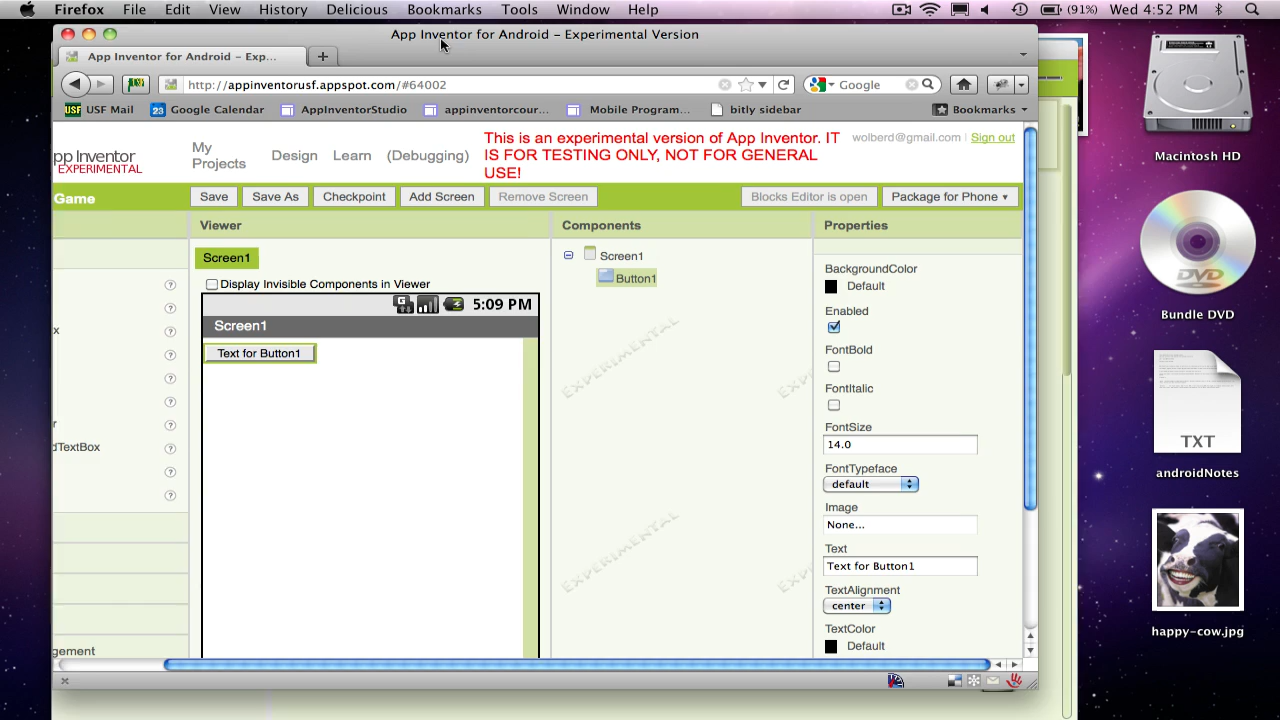 Firefox File Edit View History Delicious Bookmarks Tools Window Help (91%) Wed 4:52 PM
App Inventor for Android – Experimental Version
App Inventor for Android – Exp...
http://appinventorusf.appspot.com/#64002
Google
USF Mail
23 Google Calendar
AppInventorStudio
appinventorcour...
Mobile Program...
bitly sidebar
Bookmarks
pp Inventor
EXPERIMENTAL
My Projects
Design
Learn
(Debugging)
This is an experimental version of App Inventor. IT
IS FOR TESTING ONLY, NOT FOR GENERAL
USE!
wolberd@gmail.com | Sign out
Game
Save
Save As
Checkpoint
Add Screen
Remove Screen
Blocks Editor is open
Package for Phone
Viewer
Components
Properties
Screen1
Display Invisible Components in Viewer
5:09 PM
Screen1
Text for Button1
x
r
dTextBox
gement
Screen1
Button1
EXPERIMENTAL
EXPERIMENTAL
BackgroundColor
Default
Enabled
FontBold
FontItalic
FontSize
14.0
FontTypeface
default
Image
None...
Text
Text for Button1
TextAlignment
center
TextColor
Default
Macintosh HD
DVD
Bundle DVD
TXT
androidNotes
happy-cow.jpg